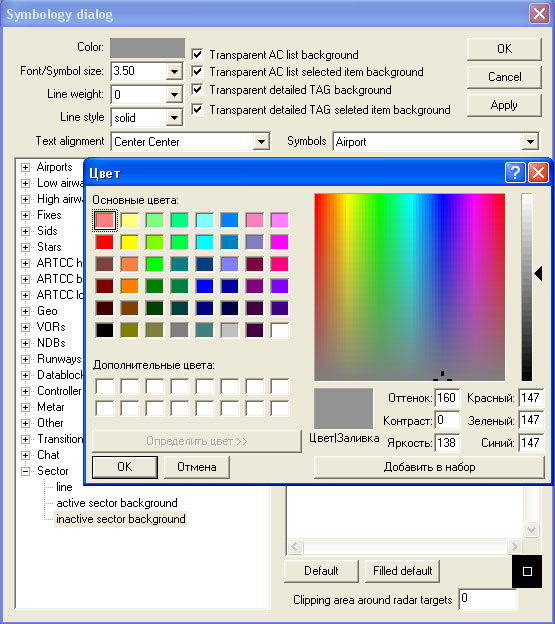 Symbology dialog
Color:
Font/Symbol size: 3.50
Line weight: 0
Line style solid
Transparent AC list background
Transparent AC list selected item background
Transparent detailed TAG background
Transparent detailed TAG seleted item background
OK
Cancel
Apply
Text alignment Center Center Symbols Airport
Airports
Low airwa
High airwa
Fixes
Sids
Stars
ARTCC h
ARTCC b
ARTCC lo
Geo
VORs
NDBs
Runways
Datablock
Controller
Metar
Other
Transition
Chat
Sector
line
active sector background
inactive sector background
Цвет
Основные цвета:
Дополнительные цвета:
Определить цвет >>
OK Отмена
Цвет|Заливка
Оттенок: 160 Красный: 147
Контраст: 0 Зеленый: 147
Яркость: 138 Синий: 147
Добавить в набор
Default Filled default
Clipping area around radar targets 0